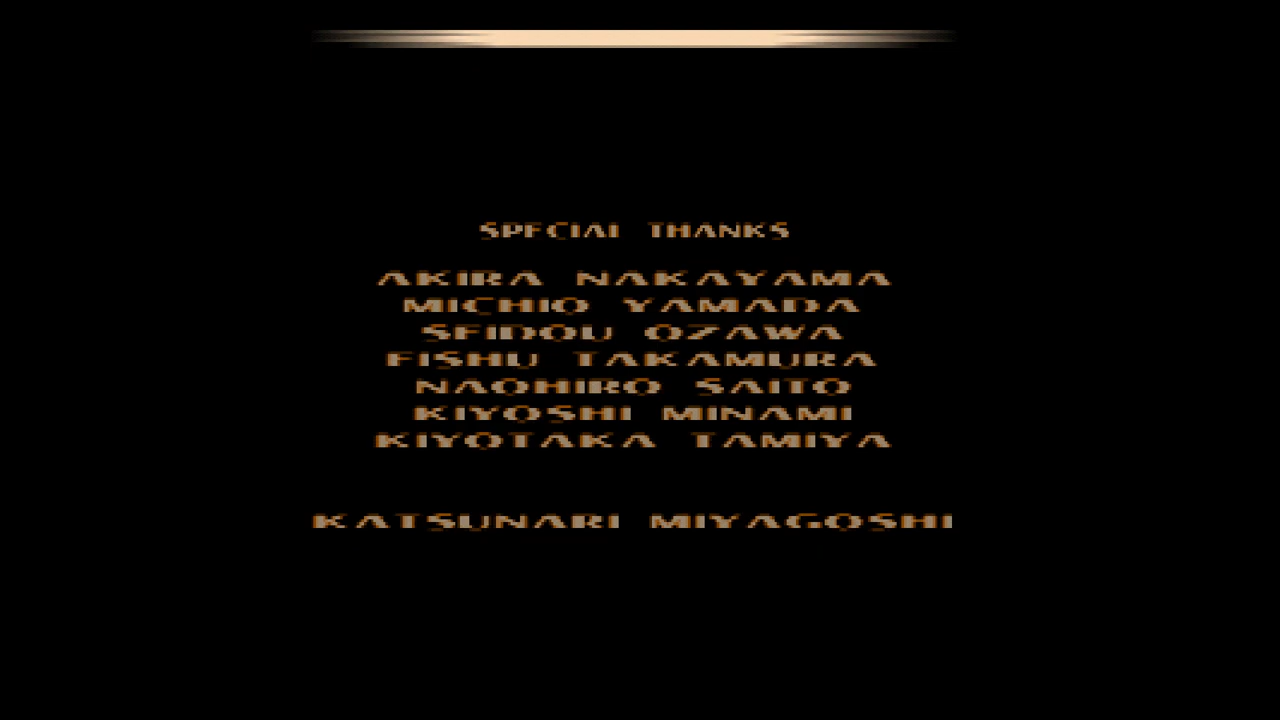 SPECIAL THANKS
AKIRA NAKAYAMA
MICHIO YAMADA
SEIDOU OZAWA
EISHU TAKAMURA
NAOHIRO SAITO
KIYOSHI MINAMI
KIYOTAKA TAMIYA
KATSUNARI MIYAGOSHI